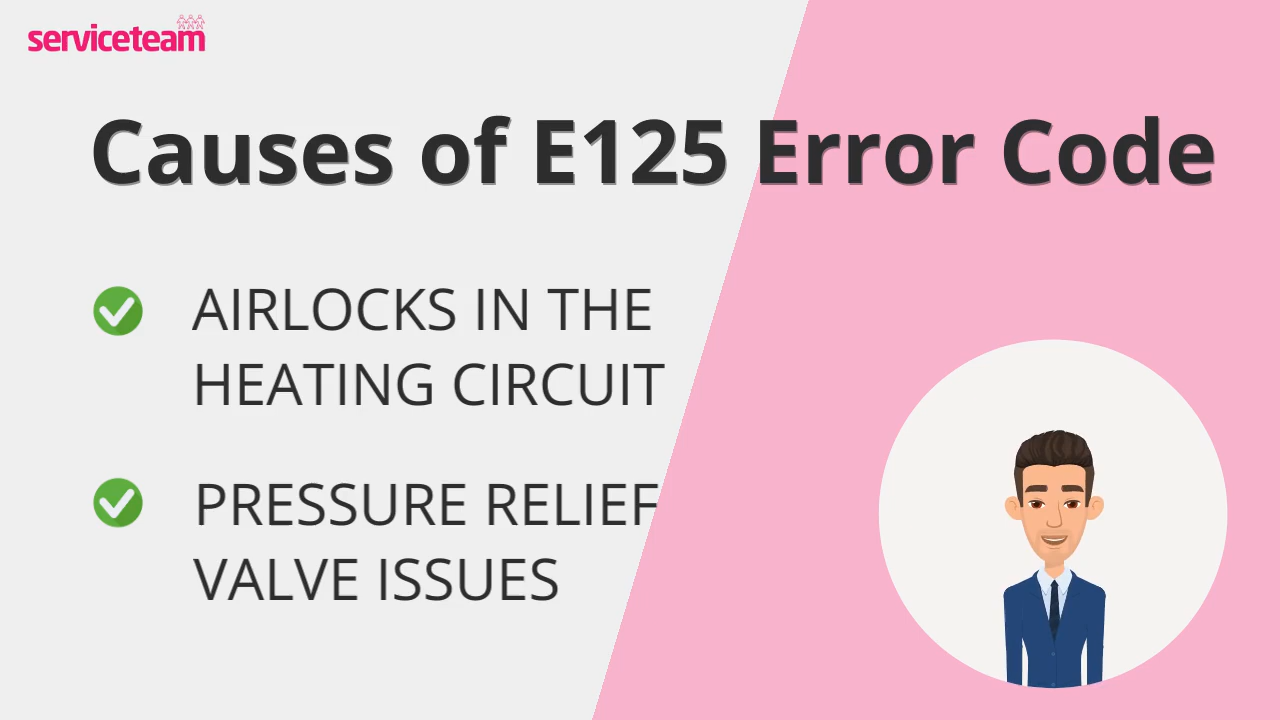 serviceteam
Causes of E125 Error Code
AIRLOCKS IN THE
HEATING CIRCUIT
PRESSURE RELIEF
VALVE ISSUES